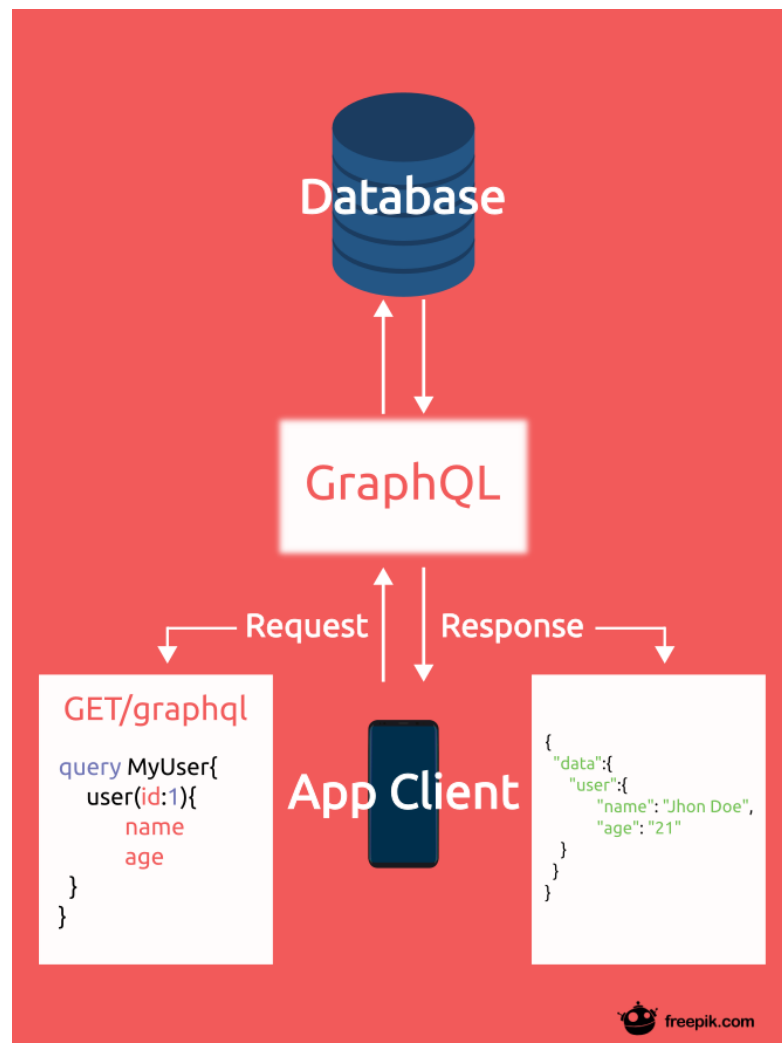 Database
GraphQL
Request
Response
GET/graphql
query MyUser{
user(id:1){
name
age
}
}
App Client
{
"data":{
"user":{
"name": "Jhon Doe",
"age": "21"
}
}
}
freepik.com